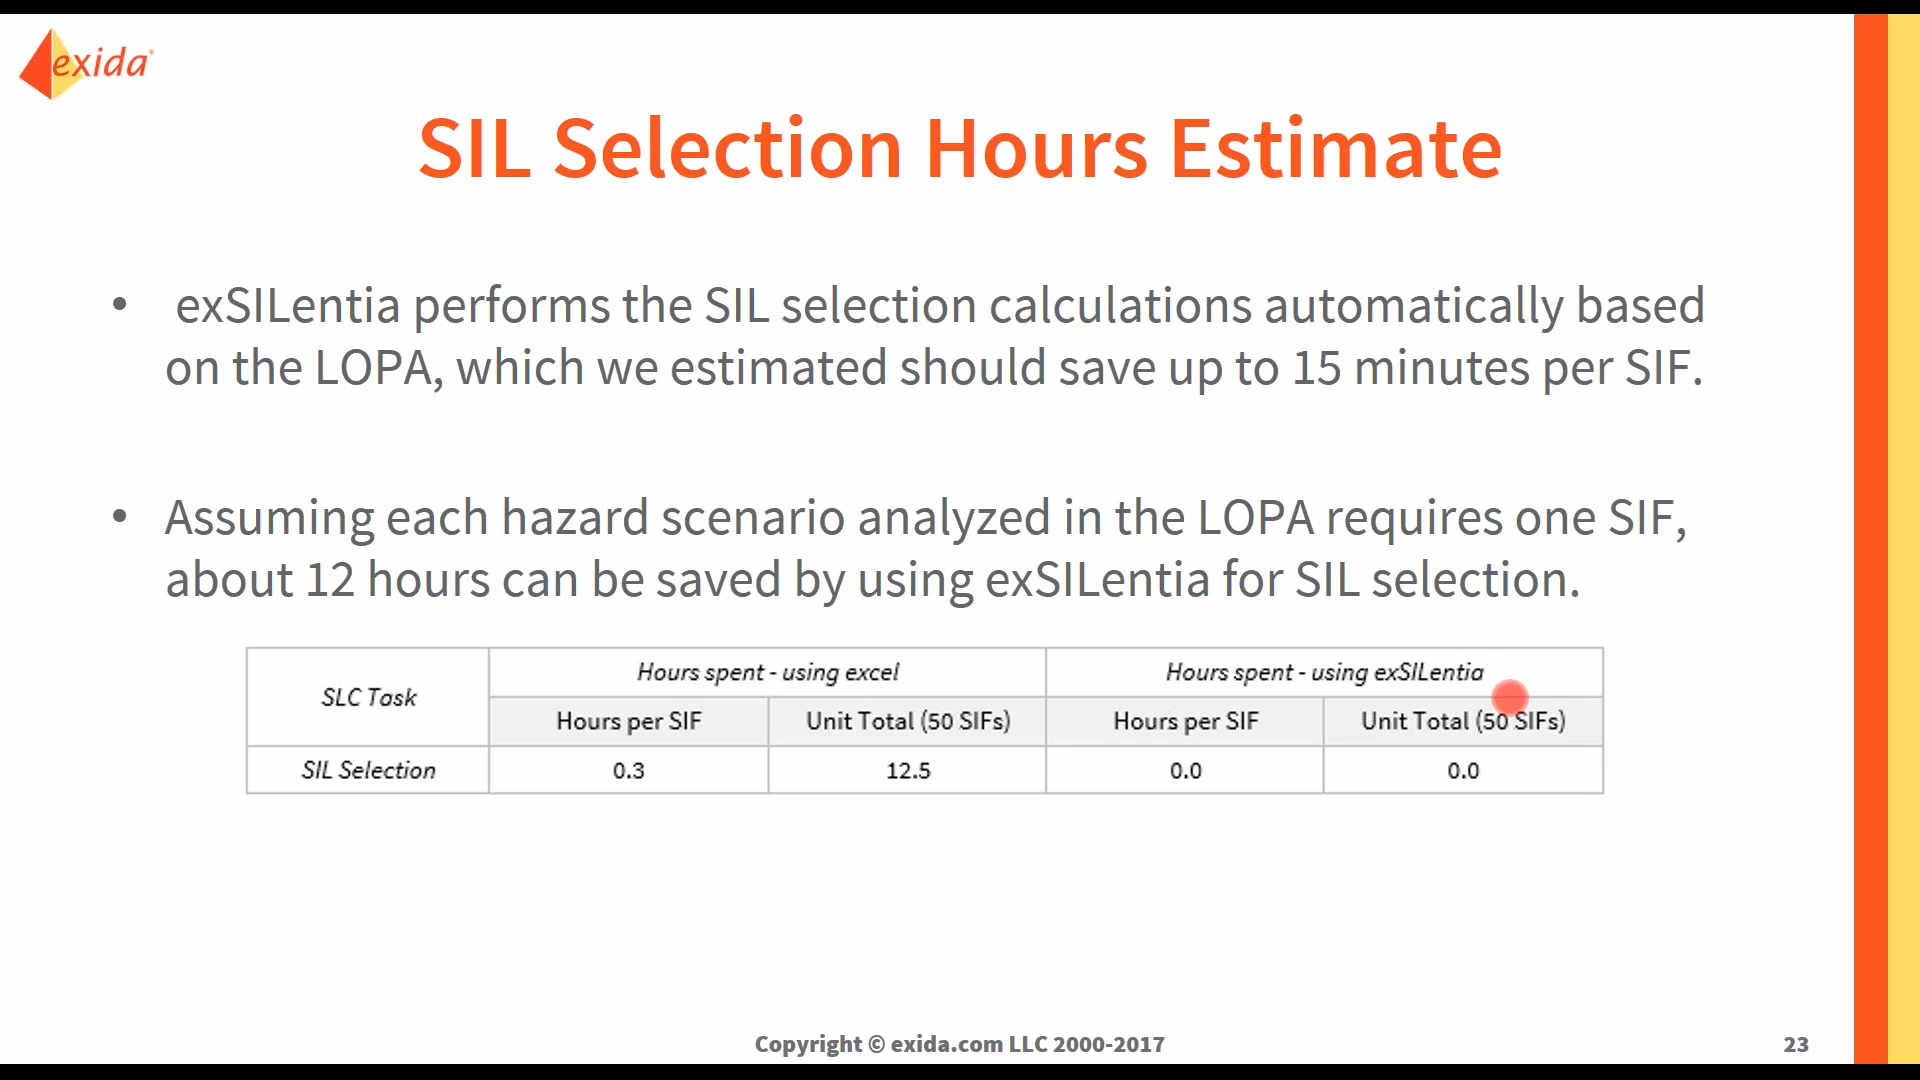 exida
SIL Selection Hours Estimate
• exSILentia performs the SIL selection calculations automatically based
on the LOPA, which we estimated should save up to 15 minutes per SIF.
• Assuming each hazard scenario analyzed in the LOPA requires one SIF,
about 12 hours can be saved by using exSILentia for SIL selection.
SLC Task
Hours spent - using excel
Hours spent - using exSILentia
Hours per SIF
Unit Total (50 SIFs)
Hours per SIF
Unit Total (50 SIFs)
SIL Selection
0.3
12.5
0.0
0.0
Copyright © exida.com LLC 2000-2017
23